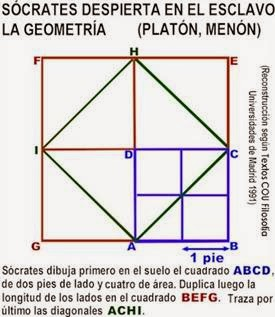 SÓCRATES DESPIERTA EN EL ESCLAVO
LA GEOMETRÍA (PLATÓN, MENÓN)
F
H
E
I
D
C
G
A
B
1 pie
(Reconstrucción según Textos COU Filosofía
Universidades de Madrid 1991)
Sócrates dibuja primero en el suelo el cuadrado ABCD,
de dos pies de lado y cuatro de área. Duplica luego la
longitud de los lados en el cuadrado BEFG. Traza por
último las diagonales ACHI.